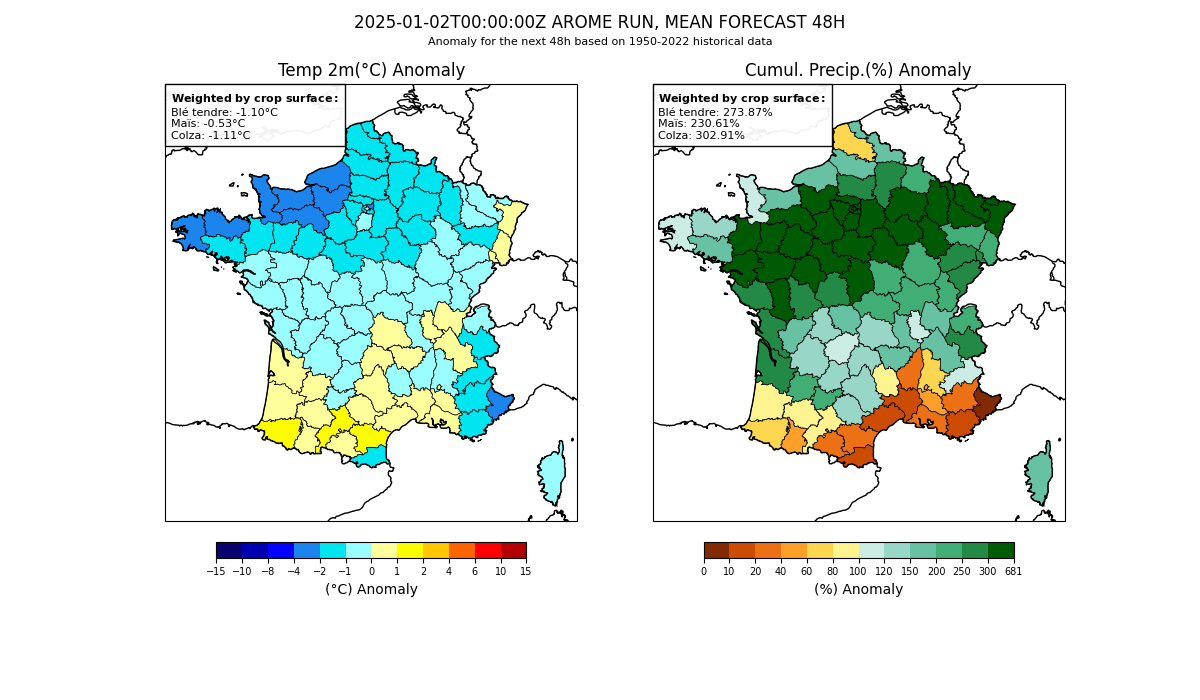 2025-01-02T00:00:00Z AROME RUN, MEAN FORECAST 48H
Anomaly for the next 48h based on 1950-2022 historical data
Temp 2m(°C) Anomaly
Weighted by crop surface:
Blé tendre: -1.10°C
Maïs: -0.53°C
Colza: -1.11°C
−15 −10 −8 −4 −2 −1 0 1 2 4 6 10 15
(°C) Anomaly
Cumul. Precip.(%) Anomaly
Weighted by crop surface:
Blé tendre: 273.87%
Maïs: 230.61%
Colza: 302.91%
0 10 20 40 60 80 100 120 150 200 250 300 681
(%) Anomaly